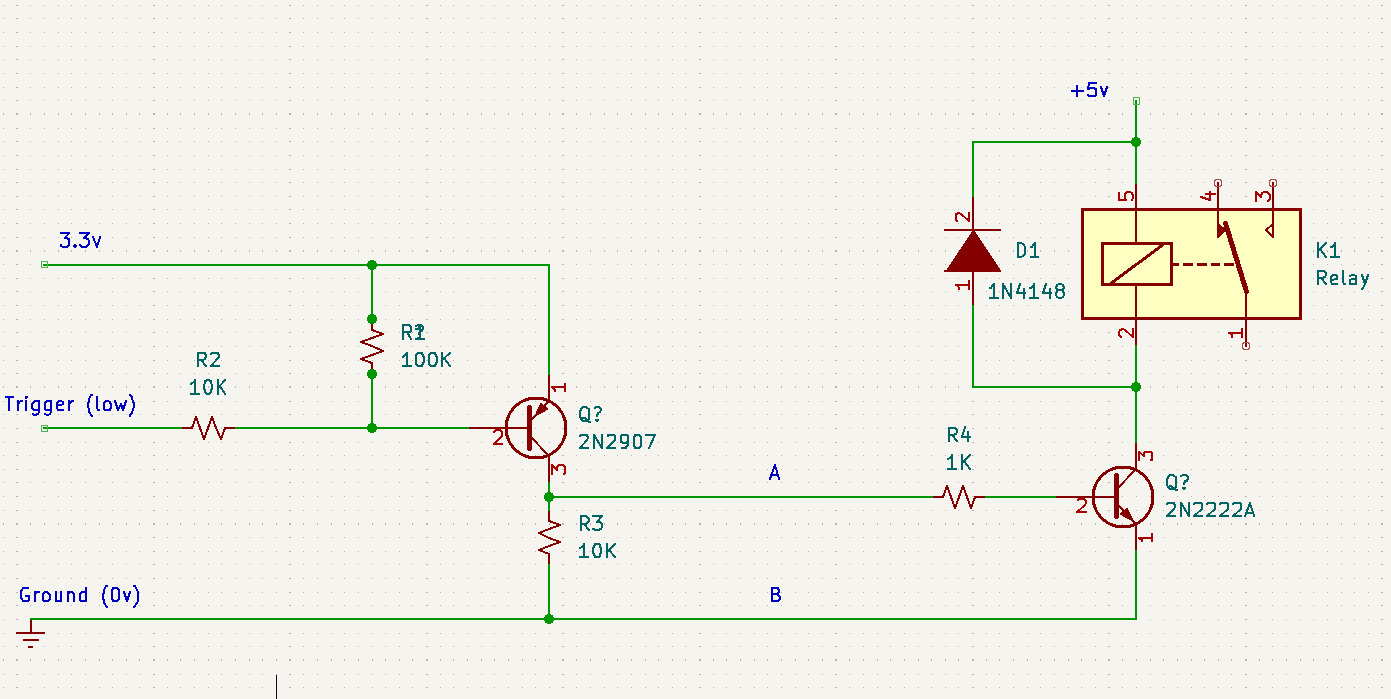 +5v
5
4
3
2
3.3v
D1
K1
1
1N4148
Relay
2
1
R1
100K
R2
10K
1
Trigger (low)
Q?
2
2N2907
R4
3
A
1K
3
Q?
2
2N2222A
R3
10K
1
Ground (0v)
B